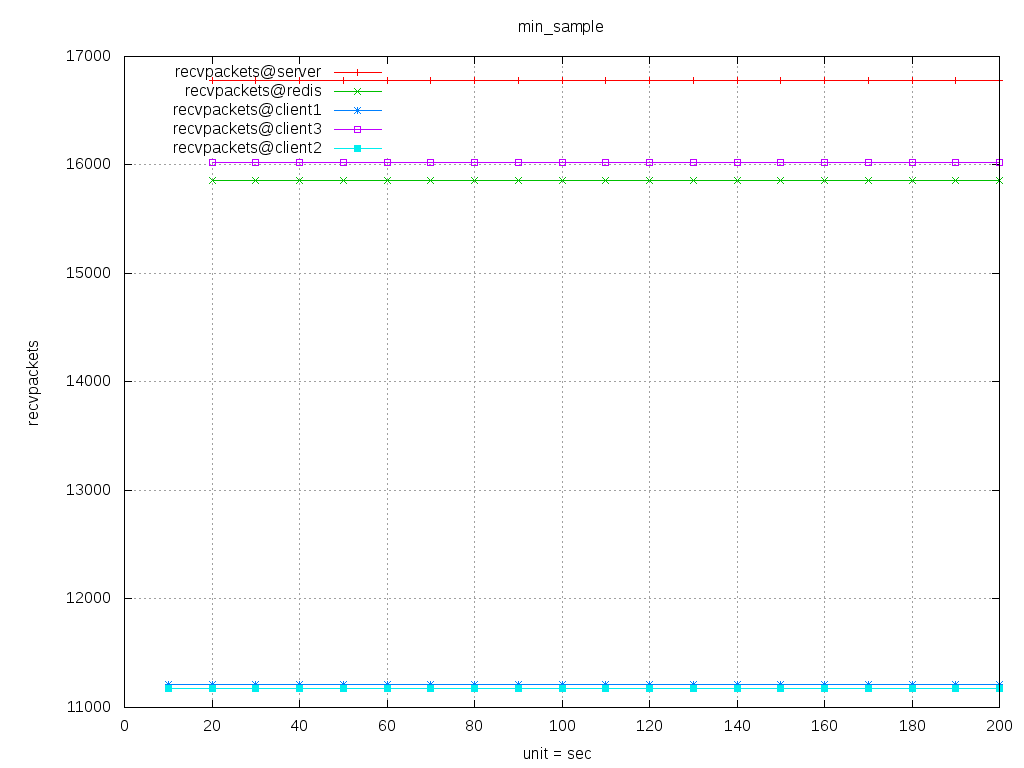 min_sample
17000
16000
15000
14000
13000
12000
11000
recvpackets@server
recvpackets@redis
recvpackets@client1
recvpackets@client3
recvpackets@client2
recvpackets
0 20 40 60 80 100 120 140 160 180 200
unit = sec